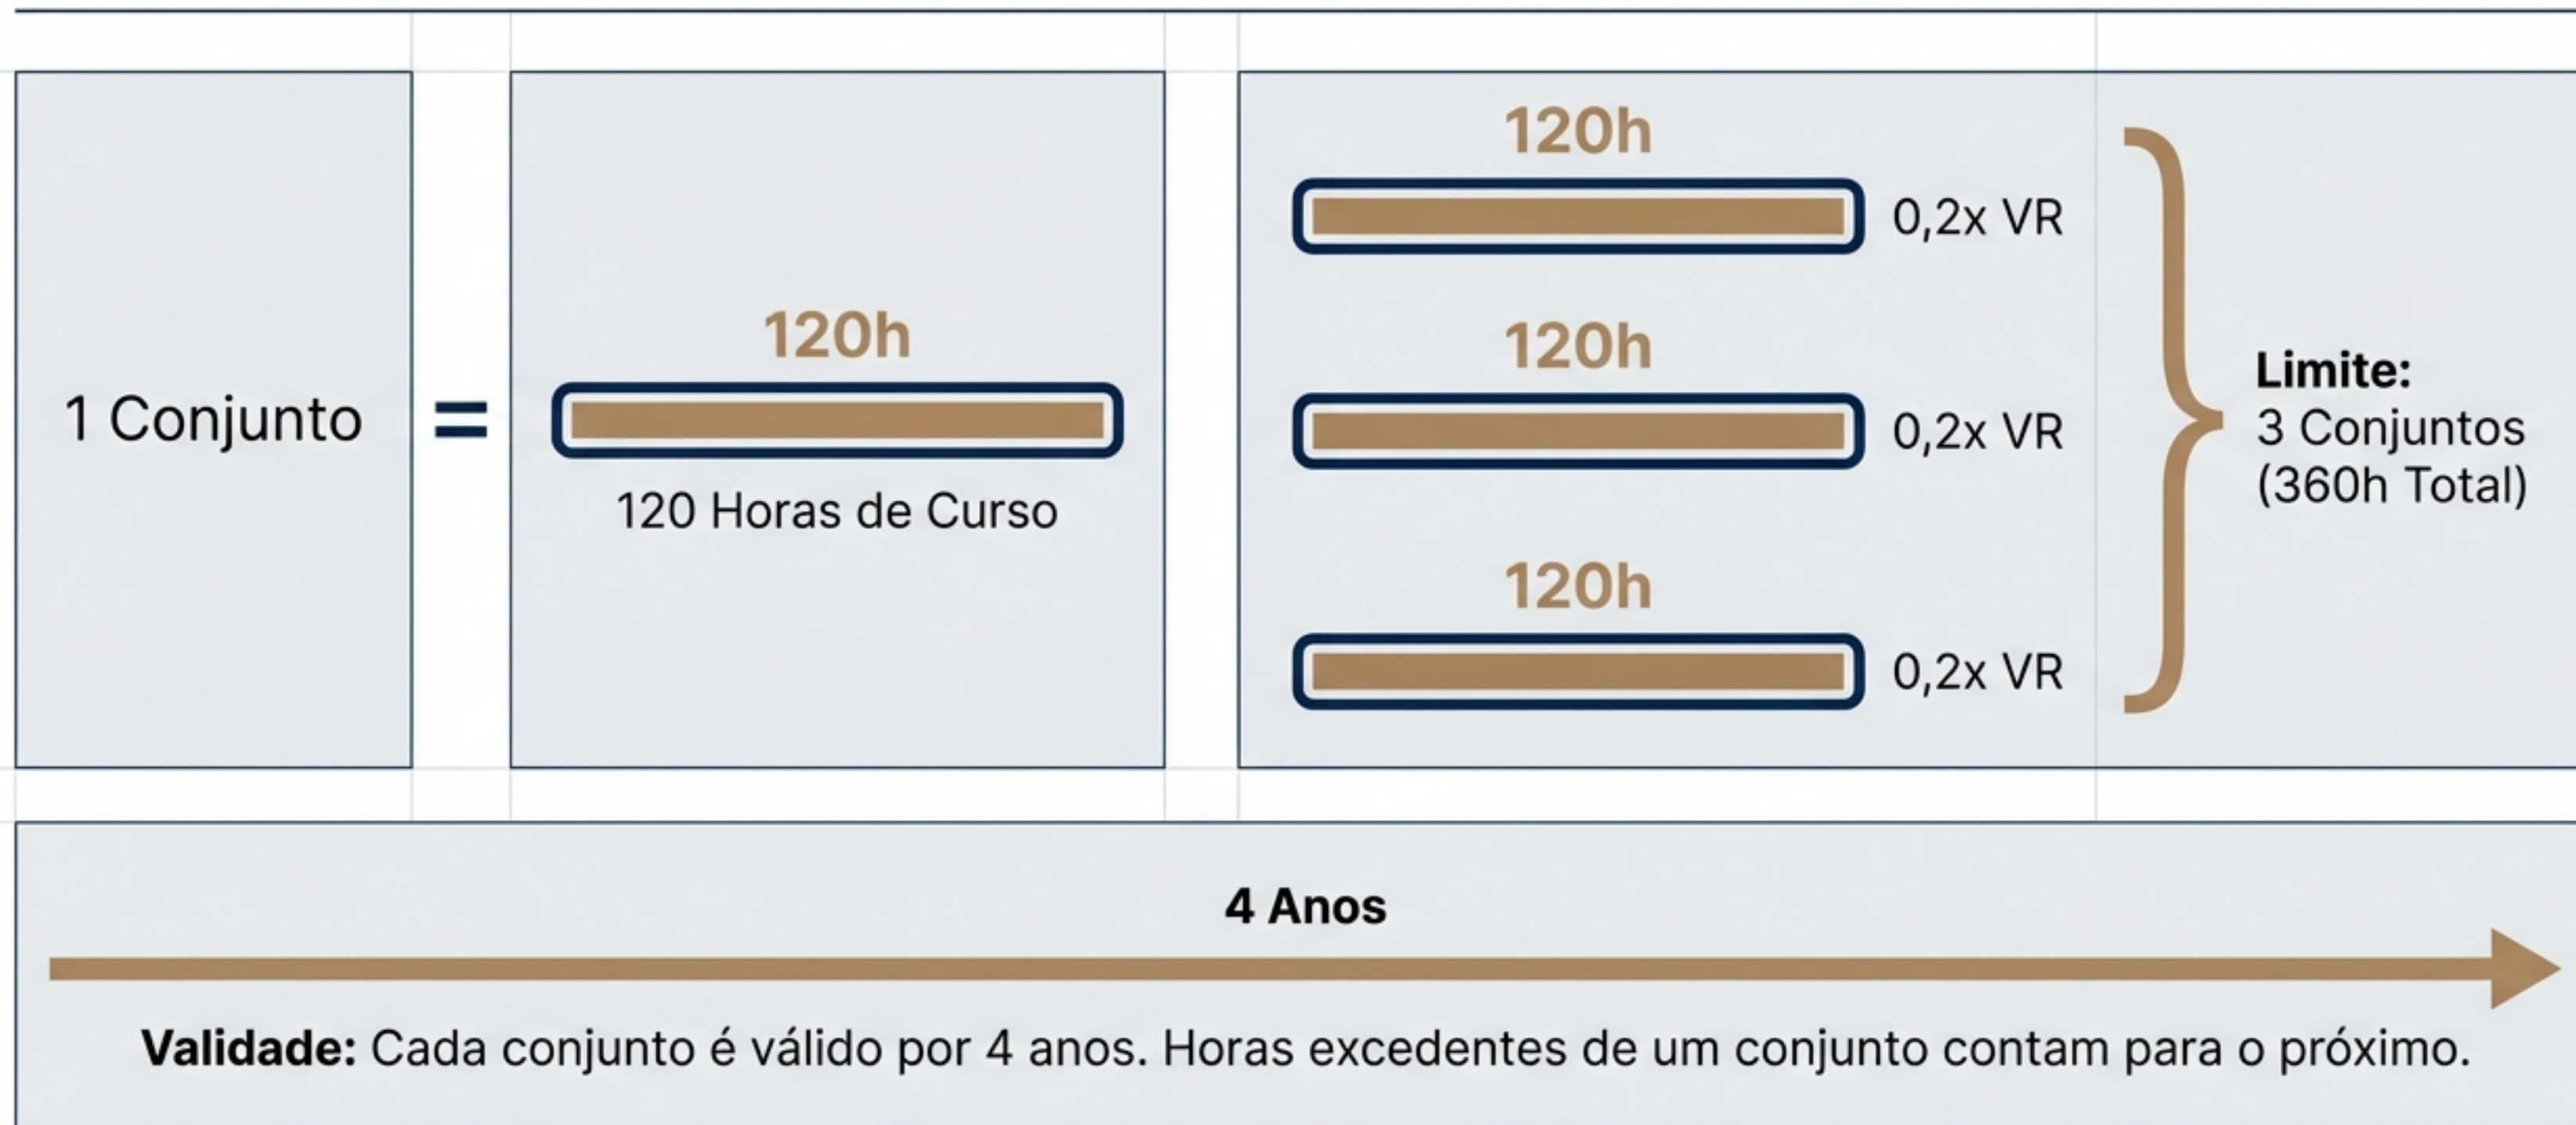 1 Conjunto
=
120h
120 Horas de Curso
120h
0,2x VR
120h
0,2x VR
120h
0,2x VR
Limite:
3 Conjuntos
(360h Total)
4 Anos
Validade: Cada conjunto é válido por 4 anos. Horas excedentes de um conjunto contam para o próximo.